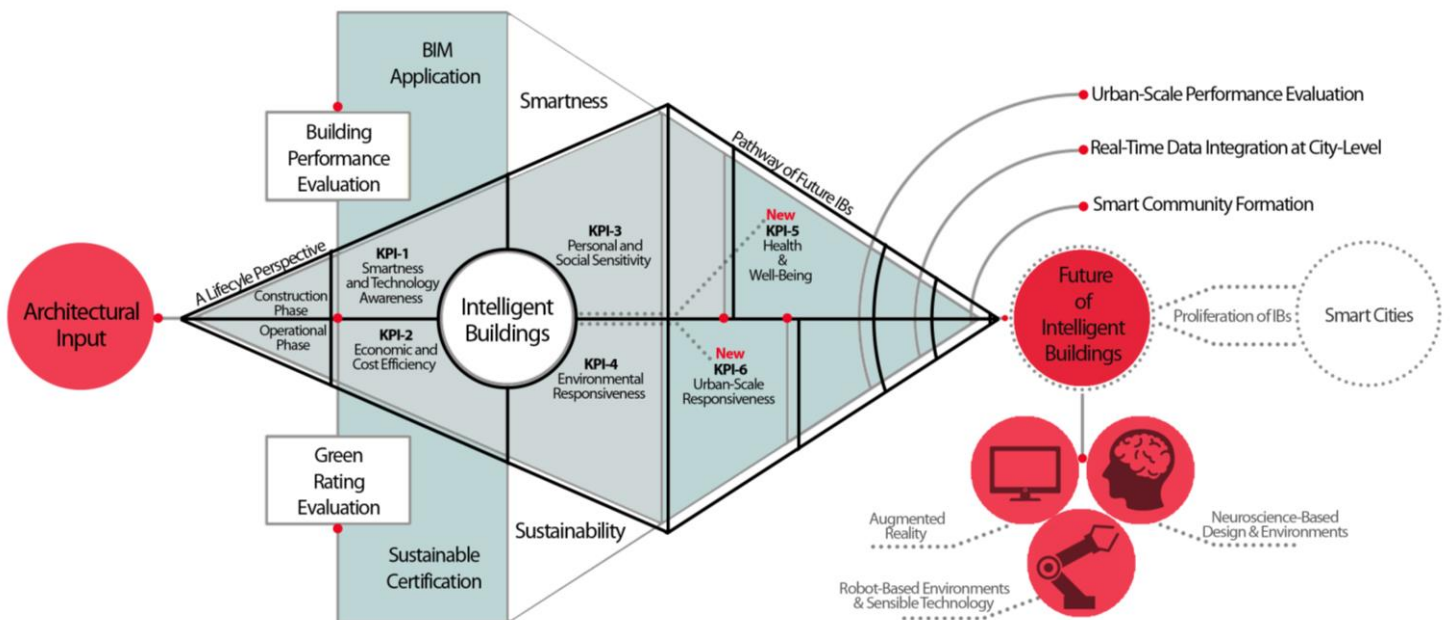 BIM
Application
Smartness
Building
Performance
Evaluation
Pathway of Future IBs
Urban-Scale Performance Evaluation
Real-Time Data Integration at City-Level
Smart Community Formation
A Lifecyle Perspective
Architectural
Input
Construction
Phase
Operational
Phase
KPI-1
Smartness
and Technology
Awareness
KPI-2
Economic and
Cost Efficiency
Intelligent
Buildings
KPI-3
Personal and
Social Sensitivity
KPI-4
Environmental
Responsiveness
New
KPI-5
Health
&
Well-Being
New
KPI-6
Urban-Scale
Responsiveness
Future
of
Intelligent
Buildings
Proliferation of IBs
Smart Cities
Green
Rating
Evaluation
Sustainability
Sustainable
Certification
Augmented
Reality
Neuroscience-Based
Design & Environments
Robot-Based Environments
& Sensible Technology